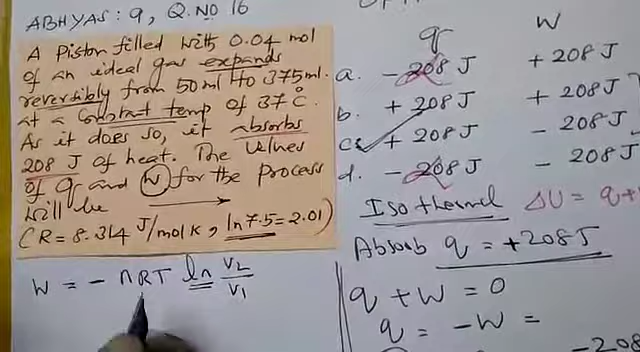 ABHYAS : 9, Q.NO 16
A Piston filled with 0.04 mol
of an ideal gas expands
reversibly from 50 ml to 375 ml.
at a constant temp of 37°C.
As it does so, it absorbs
208 J of heat. The values
of q and W for the process
will be
(R = 8.314 J/mol K, ln 7.5 = 2.01)
W = - nRT ln V2/V1
q W
a. - 208 J + 208 J
b. + 208 J + 208 J
c. + 208 J - 208 J
d. - 208 J - 208 J
Isothermal ΔU = q +
Absorb q = +208 J
q + W = 0
q = - W =
-208